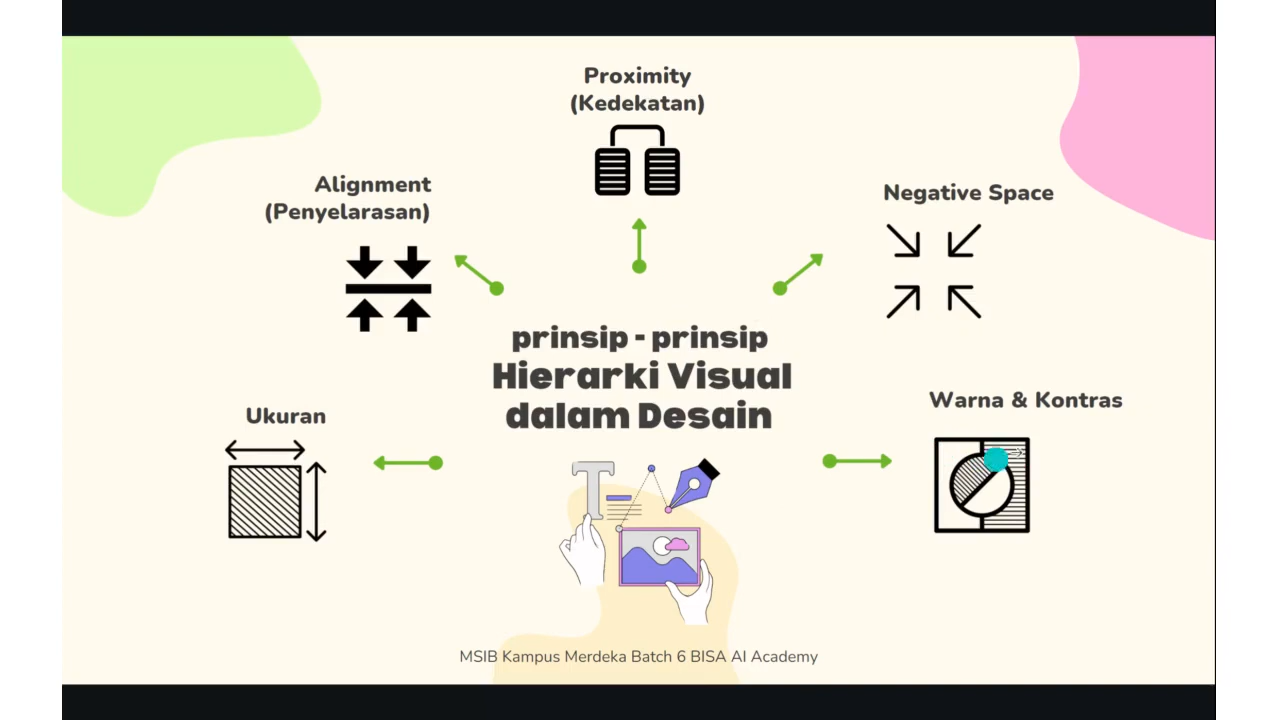 Proximity
(Kedekatan)
Alignment
(Penyelarasan)
Negative Space
prinsip - prinsip
Hierarki Visual
dalam Desain
Ukuran
Warna & Kontras
T
MSIB Kampus Merdeka Batch 6 BISA AI Academy